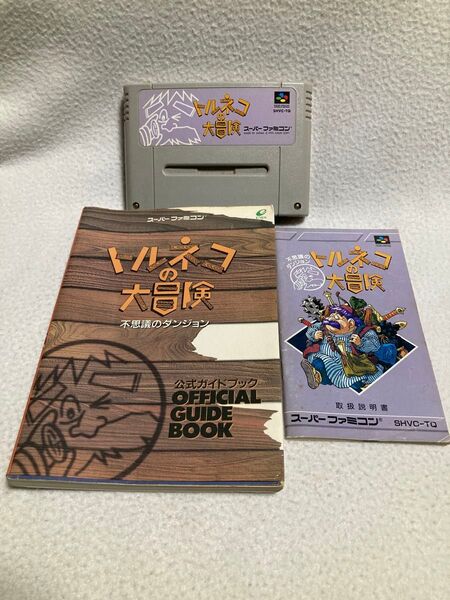 トルネコ
の
大冒険
スーパーファミコン
SHVC-TQ
スーパーファミコン
トルネコ
の
大冒険
不思議のダンジョン
公式ガイドブック
OFFICIAL
GUIDE
BOOK
不思議の
ダンジョン
トルネコ
の
大冒険
取扱説明書
スーパーファミコン®
SHVC-TQ